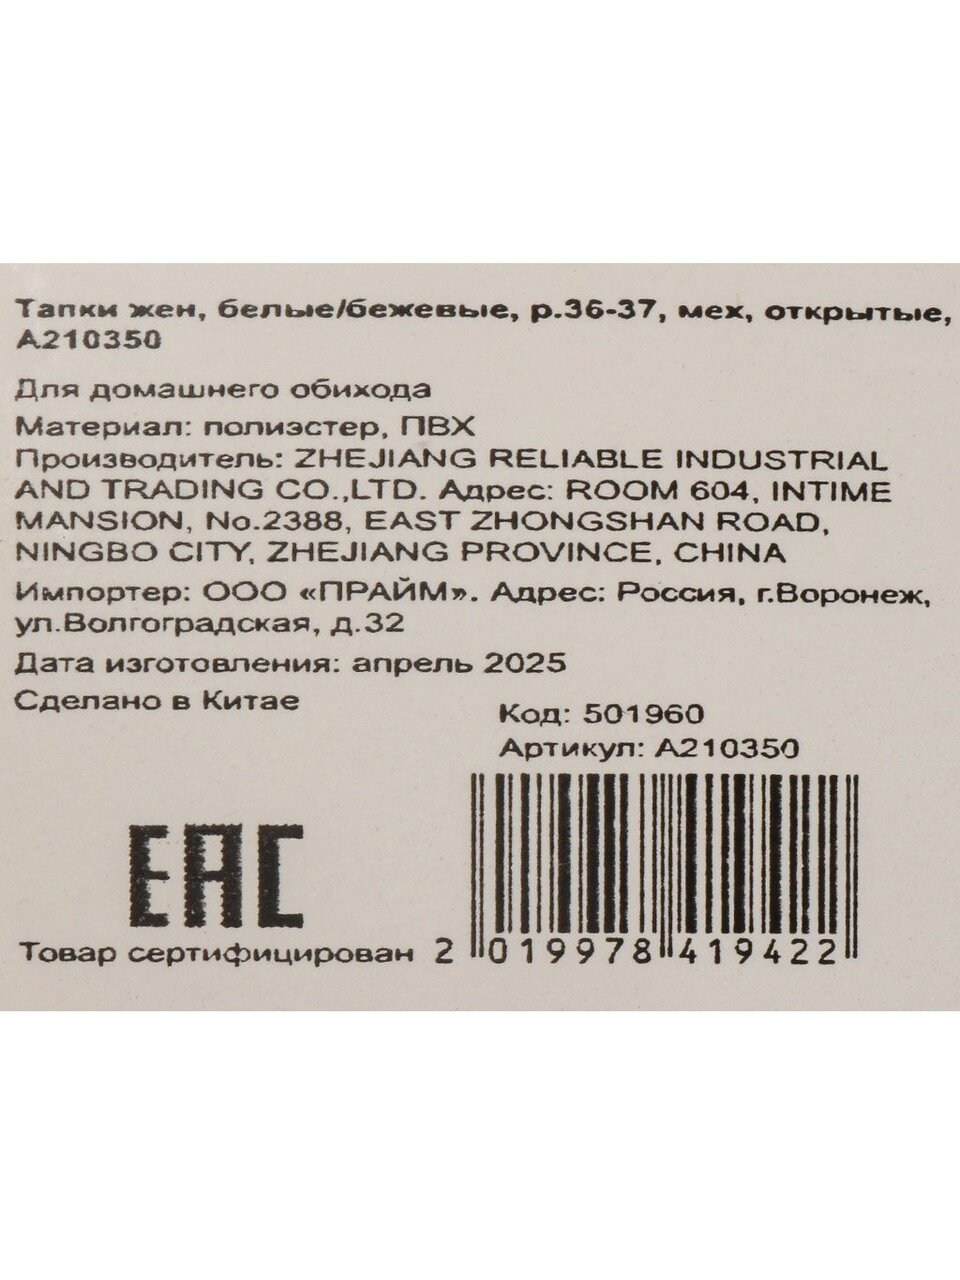 Тапки жен, белые/бежевые, р.36-37, мех, открытые,
А210350
Для домашнего обихода
Материал: полиэстер, ПВХ
Производитель: ZHEJIANG RELIABLE INDUSTRIAL
AND TRADING CO.,LTD. Адрес: ROOM 604, INTIME
MANSION, No.2388, EAST ZHONGSHAN ROAD,
NINGBO CITY, ZHEJIANG PROVINCE, CHINA
Импортер: ООО «ПРАЙМ». Адрес: Россия, г.Воронеж,
ул.Волгоградская, д.32
Дата изготовления: апрель 2025
Сделано в Китае
Код: 501960
Артикул: А210350
ЕАС
Товар сертифицирован
2 019978 419422